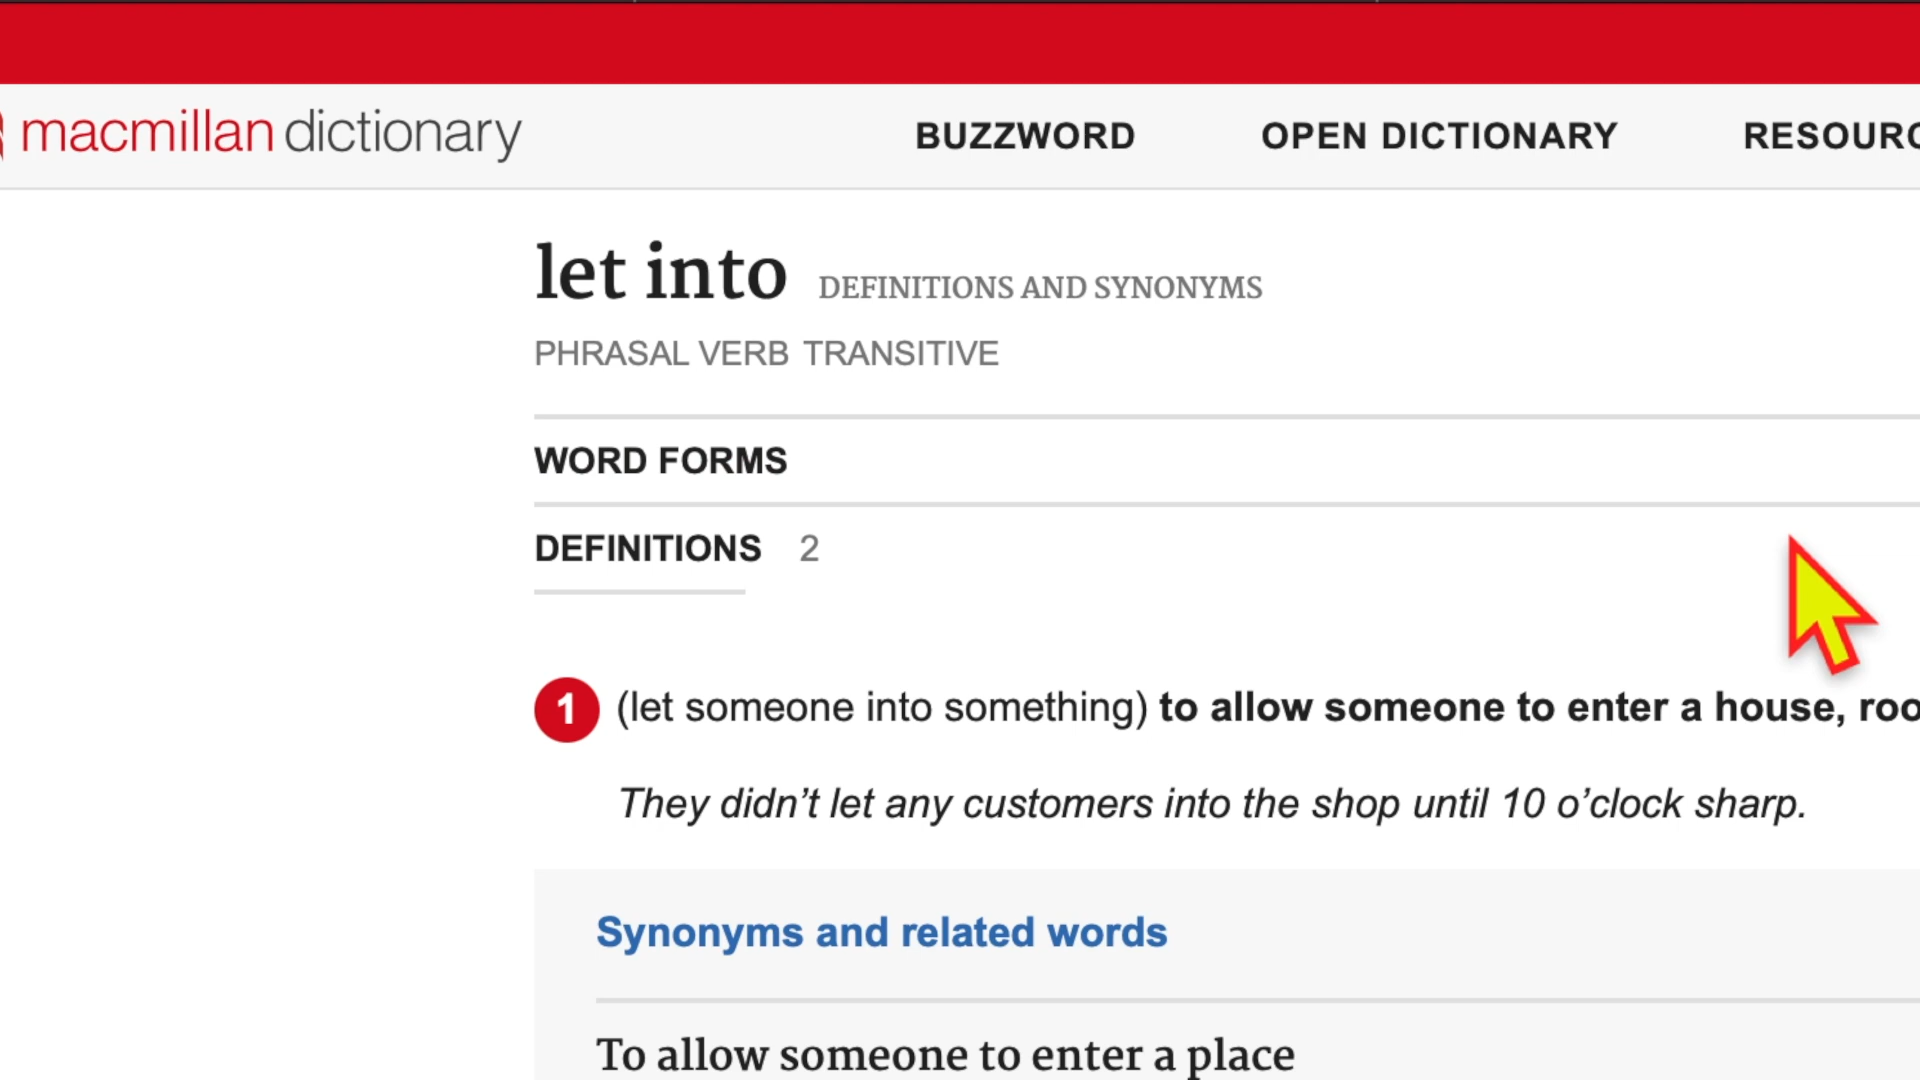 macmillan dictionary
BUZZWORD
OPEN DICTIONARY
let into DEFINITIONS AND SYNONYMS
PHRASAL VERB TRANSITIVE
WORD FORMS
DEFINITIONS 2
1 (let someone into something) to allow someone to enter a house,
They didn’t let any customers into the shop until 10 o’clock sharp.
Synonyms and related words
To allow someone to enter a place